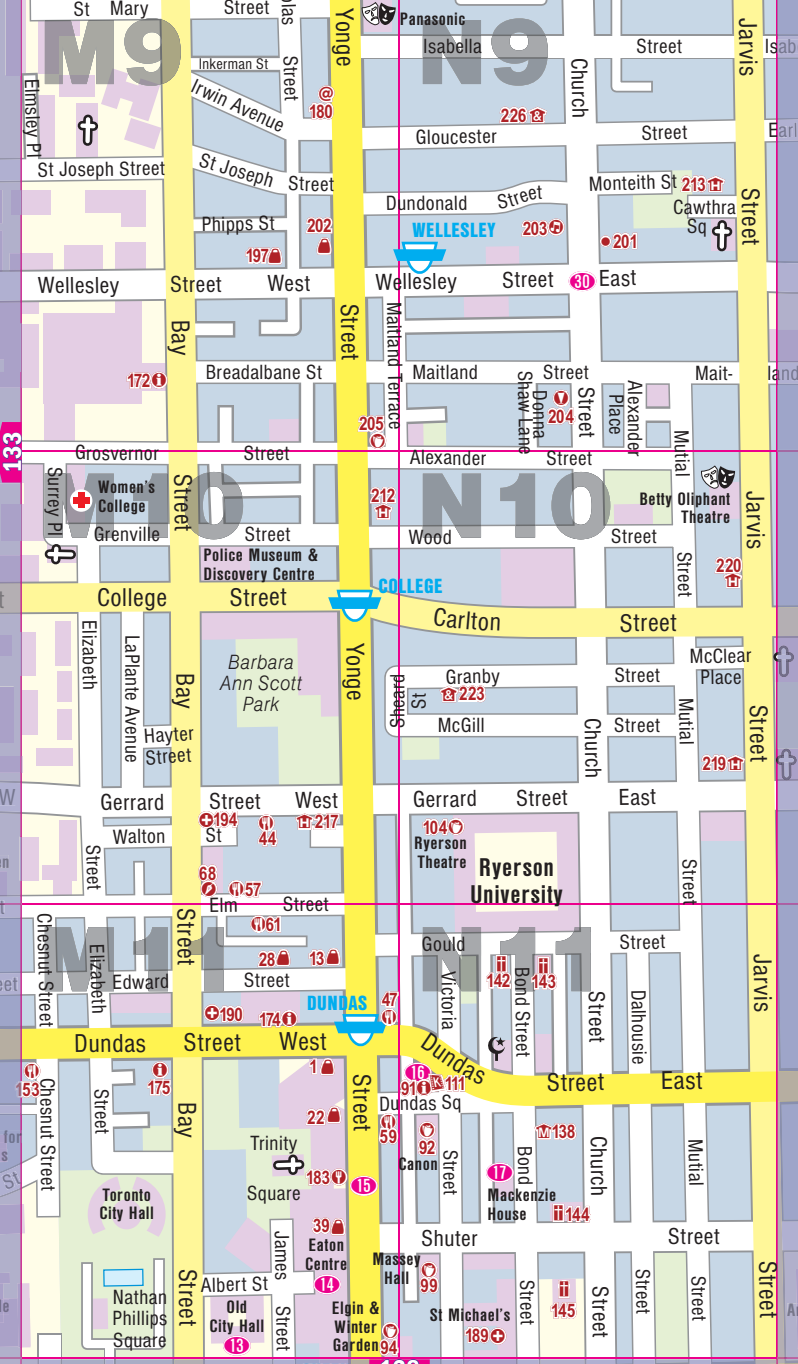 St Mary
Street
Panasonic
M9
N9
Isabella
Street
Isab
Yonge
Jarvis
Inkerman St
Street
Irwin Avenue
180
Church
226
Elmsley Pl
Gloucester
Street
Earl
St Joseph Street
St Joseph
Street
Monteith St
213
Dundonald
Street
Cawthra
Sq
Street
Phipps St
202
WELLESLEY
203
201
197
Wellesley
Street
West
Wellesley
Street
30
East
Bay
Street
Maitland Terrace
172
Breadalbane St
Maitland
Street
Mait-
land
Donna
Shaw Lane
204
Street
Alexander
Place
205
Mutial
133
Grosvenor
Street
Alexander
Street
M10
N10
Surrey Pl
Women's
College
Street
212
Betty Oliphant
Theatre
Jarvis
Grenville
Street
Wood
Street
Police Museum &
Discovery Centre
220
Street
COLLEGE
College
Street
Carlton
Street
Elizabeth
LaPlante Avenue
Barbara
Ann Scott
Park
Yonge
McClear
Place
Bay
Granby
Street
Sheard
St
223
Mutial
McGill
Street
Hayter
Street
Church
219
Street
W
Gerrard
Street
West
Gerrard
Street
East
Walton
St
194
44
217
104
Ryerson
Theatre
Ryerson
University
Street
68
57
Street
Elm
Street
61
M11
N11
Chesnut Street
Elizabeth
Street
28
13
Gould
Street
Edward
Street
142
143
Victoria
Bond Street
Street
Dalhousie
Jarvis
190
174
DUNDAS
47
Dundas
Street
West
Dundas
Street
East
153
175
1
16
91
111
Chesnut Street
Street
Bay
Street
Dundas Sq
22
59
92
138
Trinity
Square
Canon
Street
Bond
Church
Mutial
183
15
17
Mackenzie
House
144
Toronto
City Hall
39
Eaton
Centre
Shuter
Street
James
Street
Massey
Hall
99
14
Albert St
Nathan
Phillips
Square
Street
Old
City Hall
13
Elgin &
Winter
Garden
94
St Michael's
189
Street
145
Street
Street
Street
Street